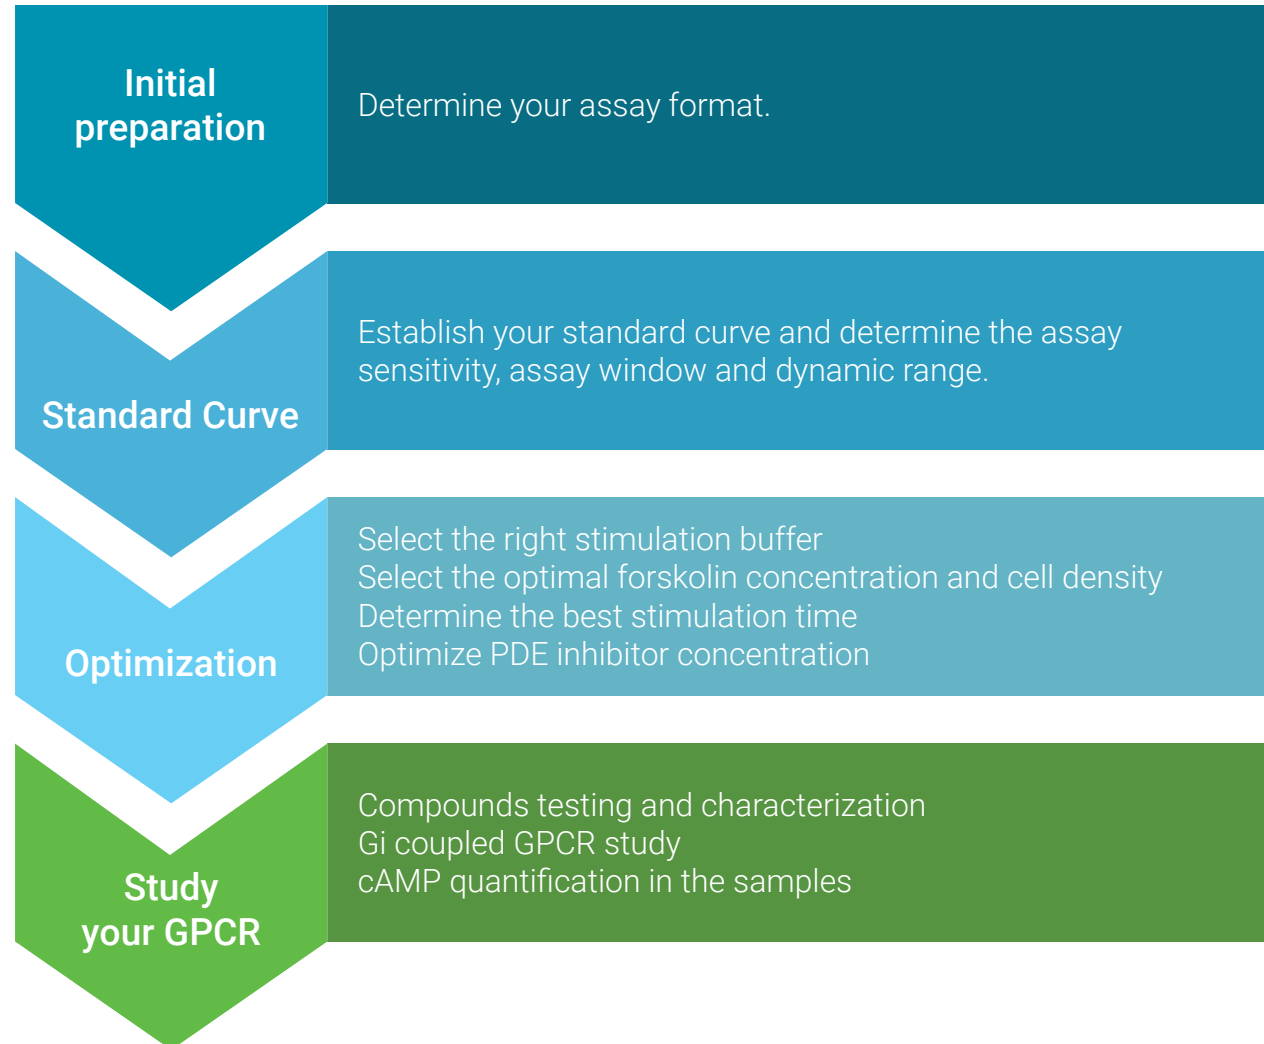 Initial
preparation
Determine your assay format.
Standard Curve
Establish your standard curve and determine the assay
sensitivity, assay window and dynamic range.
Optimization
Select the right stimulation buffer
Select the optimal forskolin concentration and cell density
Determine the best stimulation time
Optimize PDE inhibitor concentration
Study
your GPCR
Compounds testing and characterization
Gi coupled GPCR study
cAMP quantification in the samples